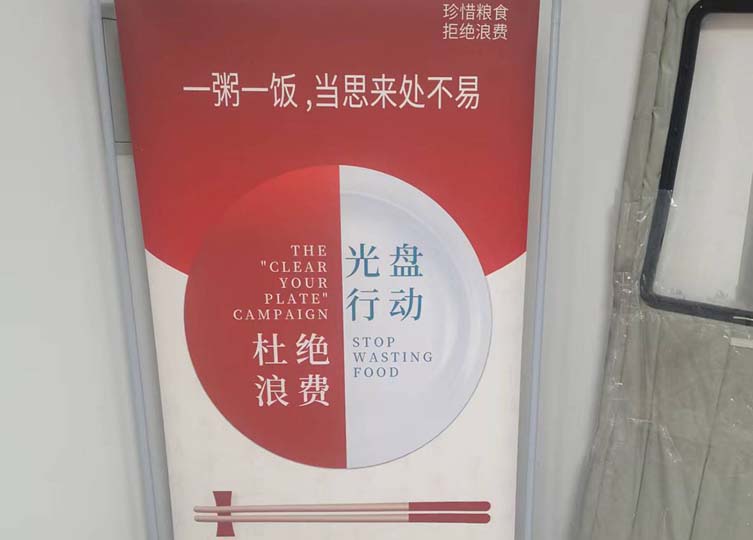 珍惜粮食
拒绝浪费
一粥一饭,当思来处不易
THE
"CLEAR
YOUR
PLATE"
CAMPAIGN
光盘
行动
杜绝
浪费
STOP
WASTING
FOOD